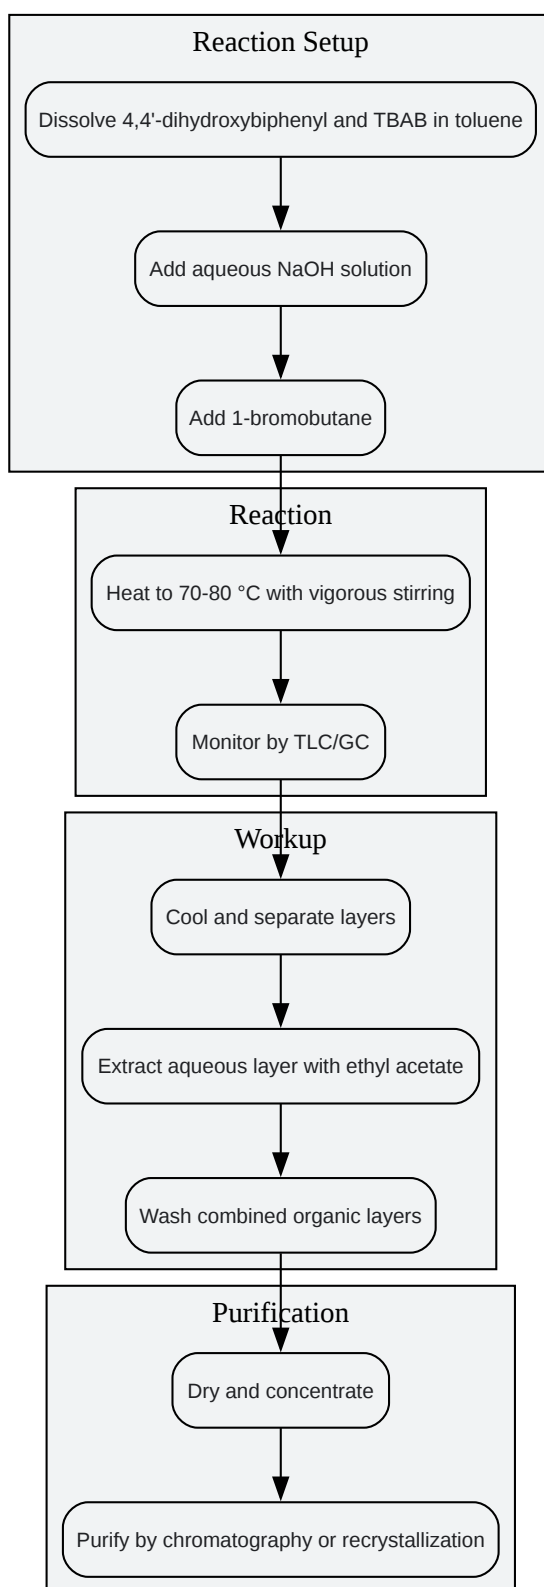 Reaction Setup
Dissolve 4,4'-dihydroxybiphenyl and TBAB in toluene
Add aqueous NaOH solution
Add 1-bromobutane
Reaction
Heat to 70-80 °C with vigorous stirring
Monitor by TLC/GC
Workup
Cool and separate layers
Extract aqueous layer with ethyl acetate
Wash combined organic layers
Purification
Dry and concentrate
Purify by chromatography or recrystallization